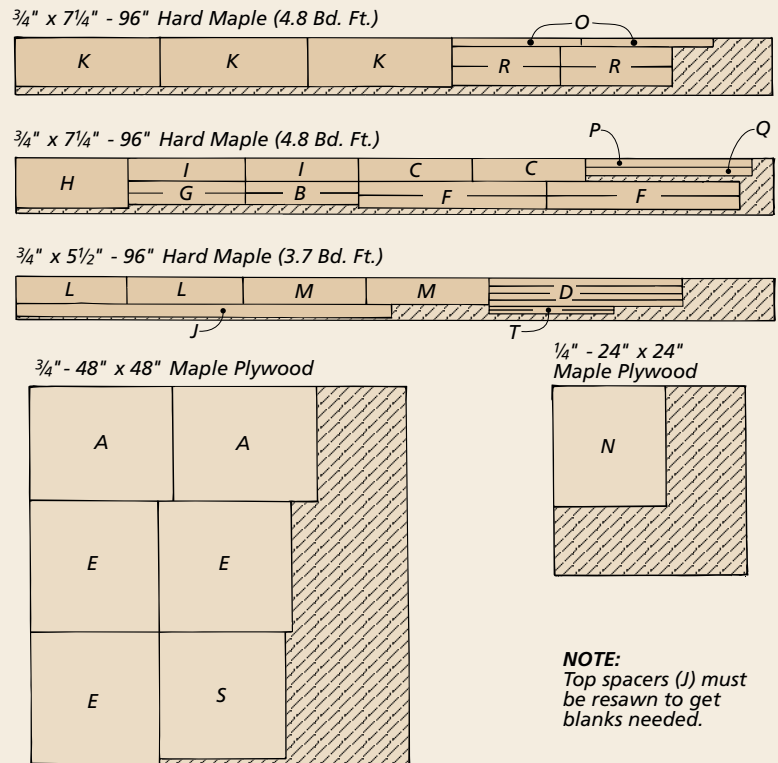 ¾" x 7¼" - 96" Hard Maple (4.8 Bd. Ft.)
O
K K K R R
¾" x 7¼" - 96" Hard Maple (4.8 Bd. Ft.)
P
Q
H I I C C
G B F F
¾" x 5½" - 96" Hard Maple (3.7 Bd. Ft.)
L L M M D
J T
¾" - 48" x 48" Maple Plywood
A A
E E
E S
¼" - 24" x 24"
Maple Plywood
N
NOTE:
Top spacers (J) must
be resawn to get
blanks needed.